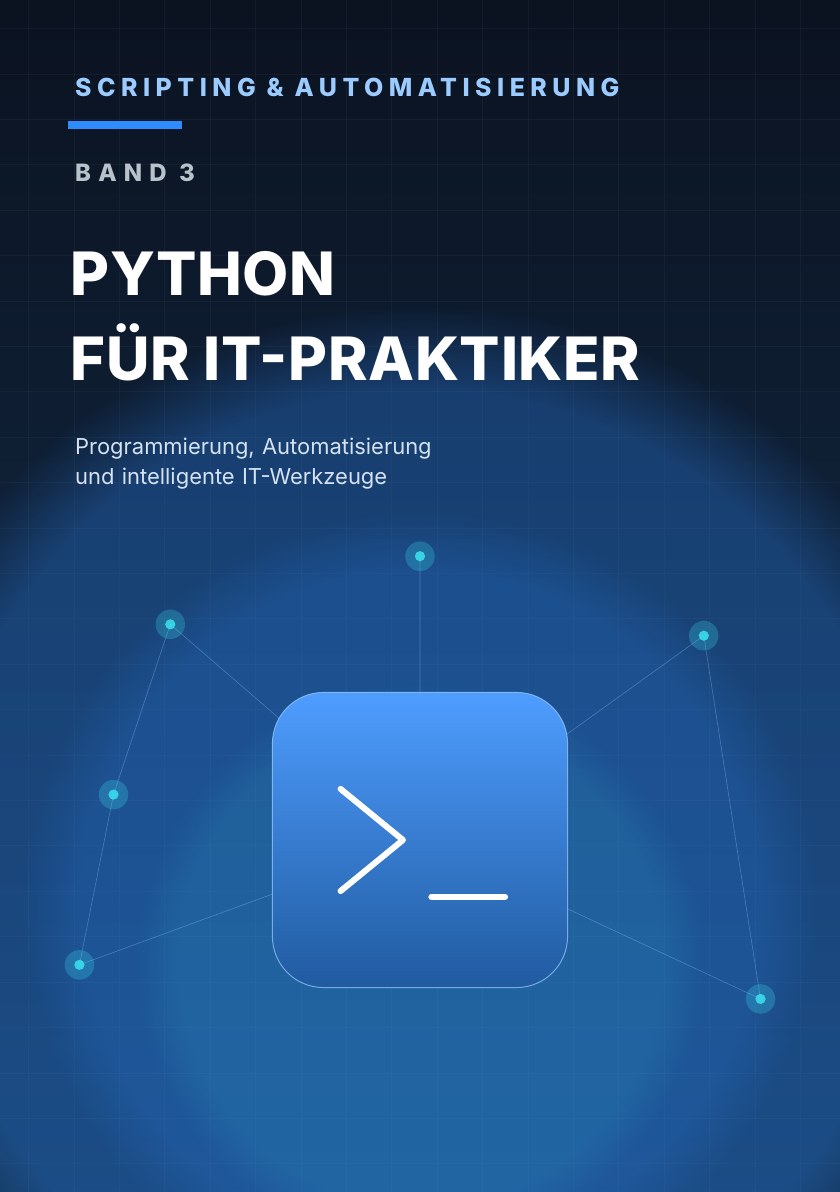 SCRIPTING & AUTOMATISIERUNG
BAND 3
PYTHON
FÜR IT-PRAKTIKER
Programmierung, Automatisierung
und intelligente IT-Werkzeuge
>_